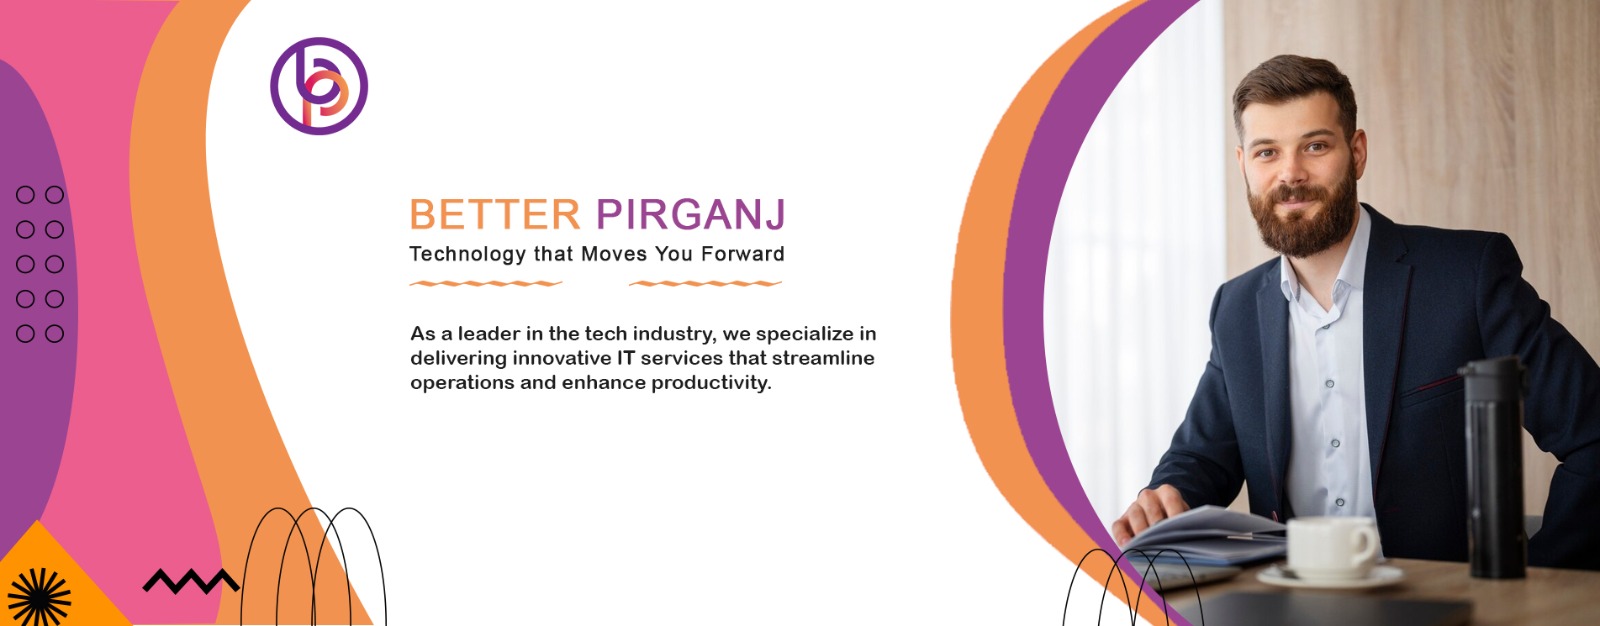 BETTER PIRGANJ
Technology that Moves You Forward
As a leader in the tech industry, we specialize in
delivering innovative IT services that streamline
operations and enhance productivity.